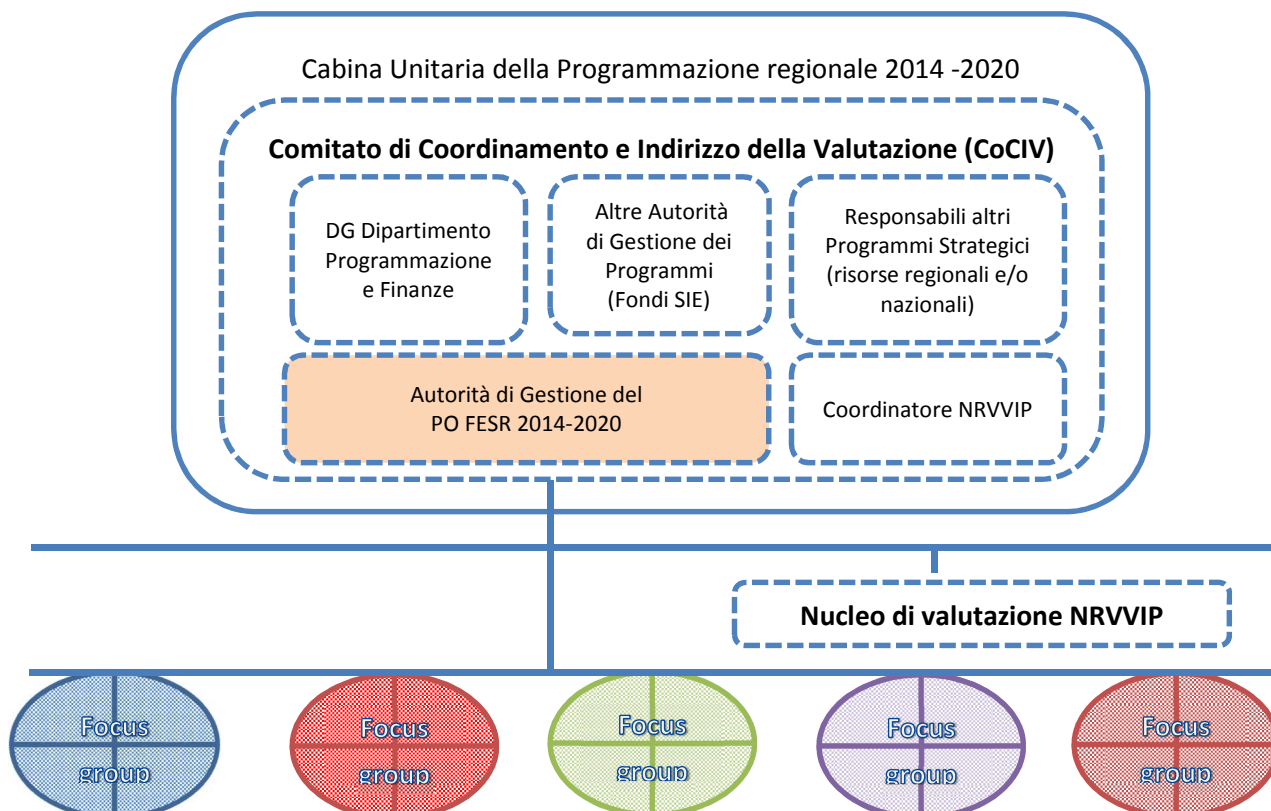 Cabina Unitaria della Programmazione regionale 2014 -2020
Comitato di Coordinamento e Indirizzo della Valutazione (CoCIV)
DG Dipartimento
Programmazione
e Finanze
Altre Autorità
di Gestione dei
Programmi
(Fondi SIE)
Responsabili altri
Programmi Strategici
(risorse regionali e/o
nazionali)
Autorità di Gestione del
PO FESR 2014-2020
Coordinatore NRVVIP
Nucleo di valutazione NRVVIP
Focus
group
Focus
group
Focus
group
Focus
group
Focus
group